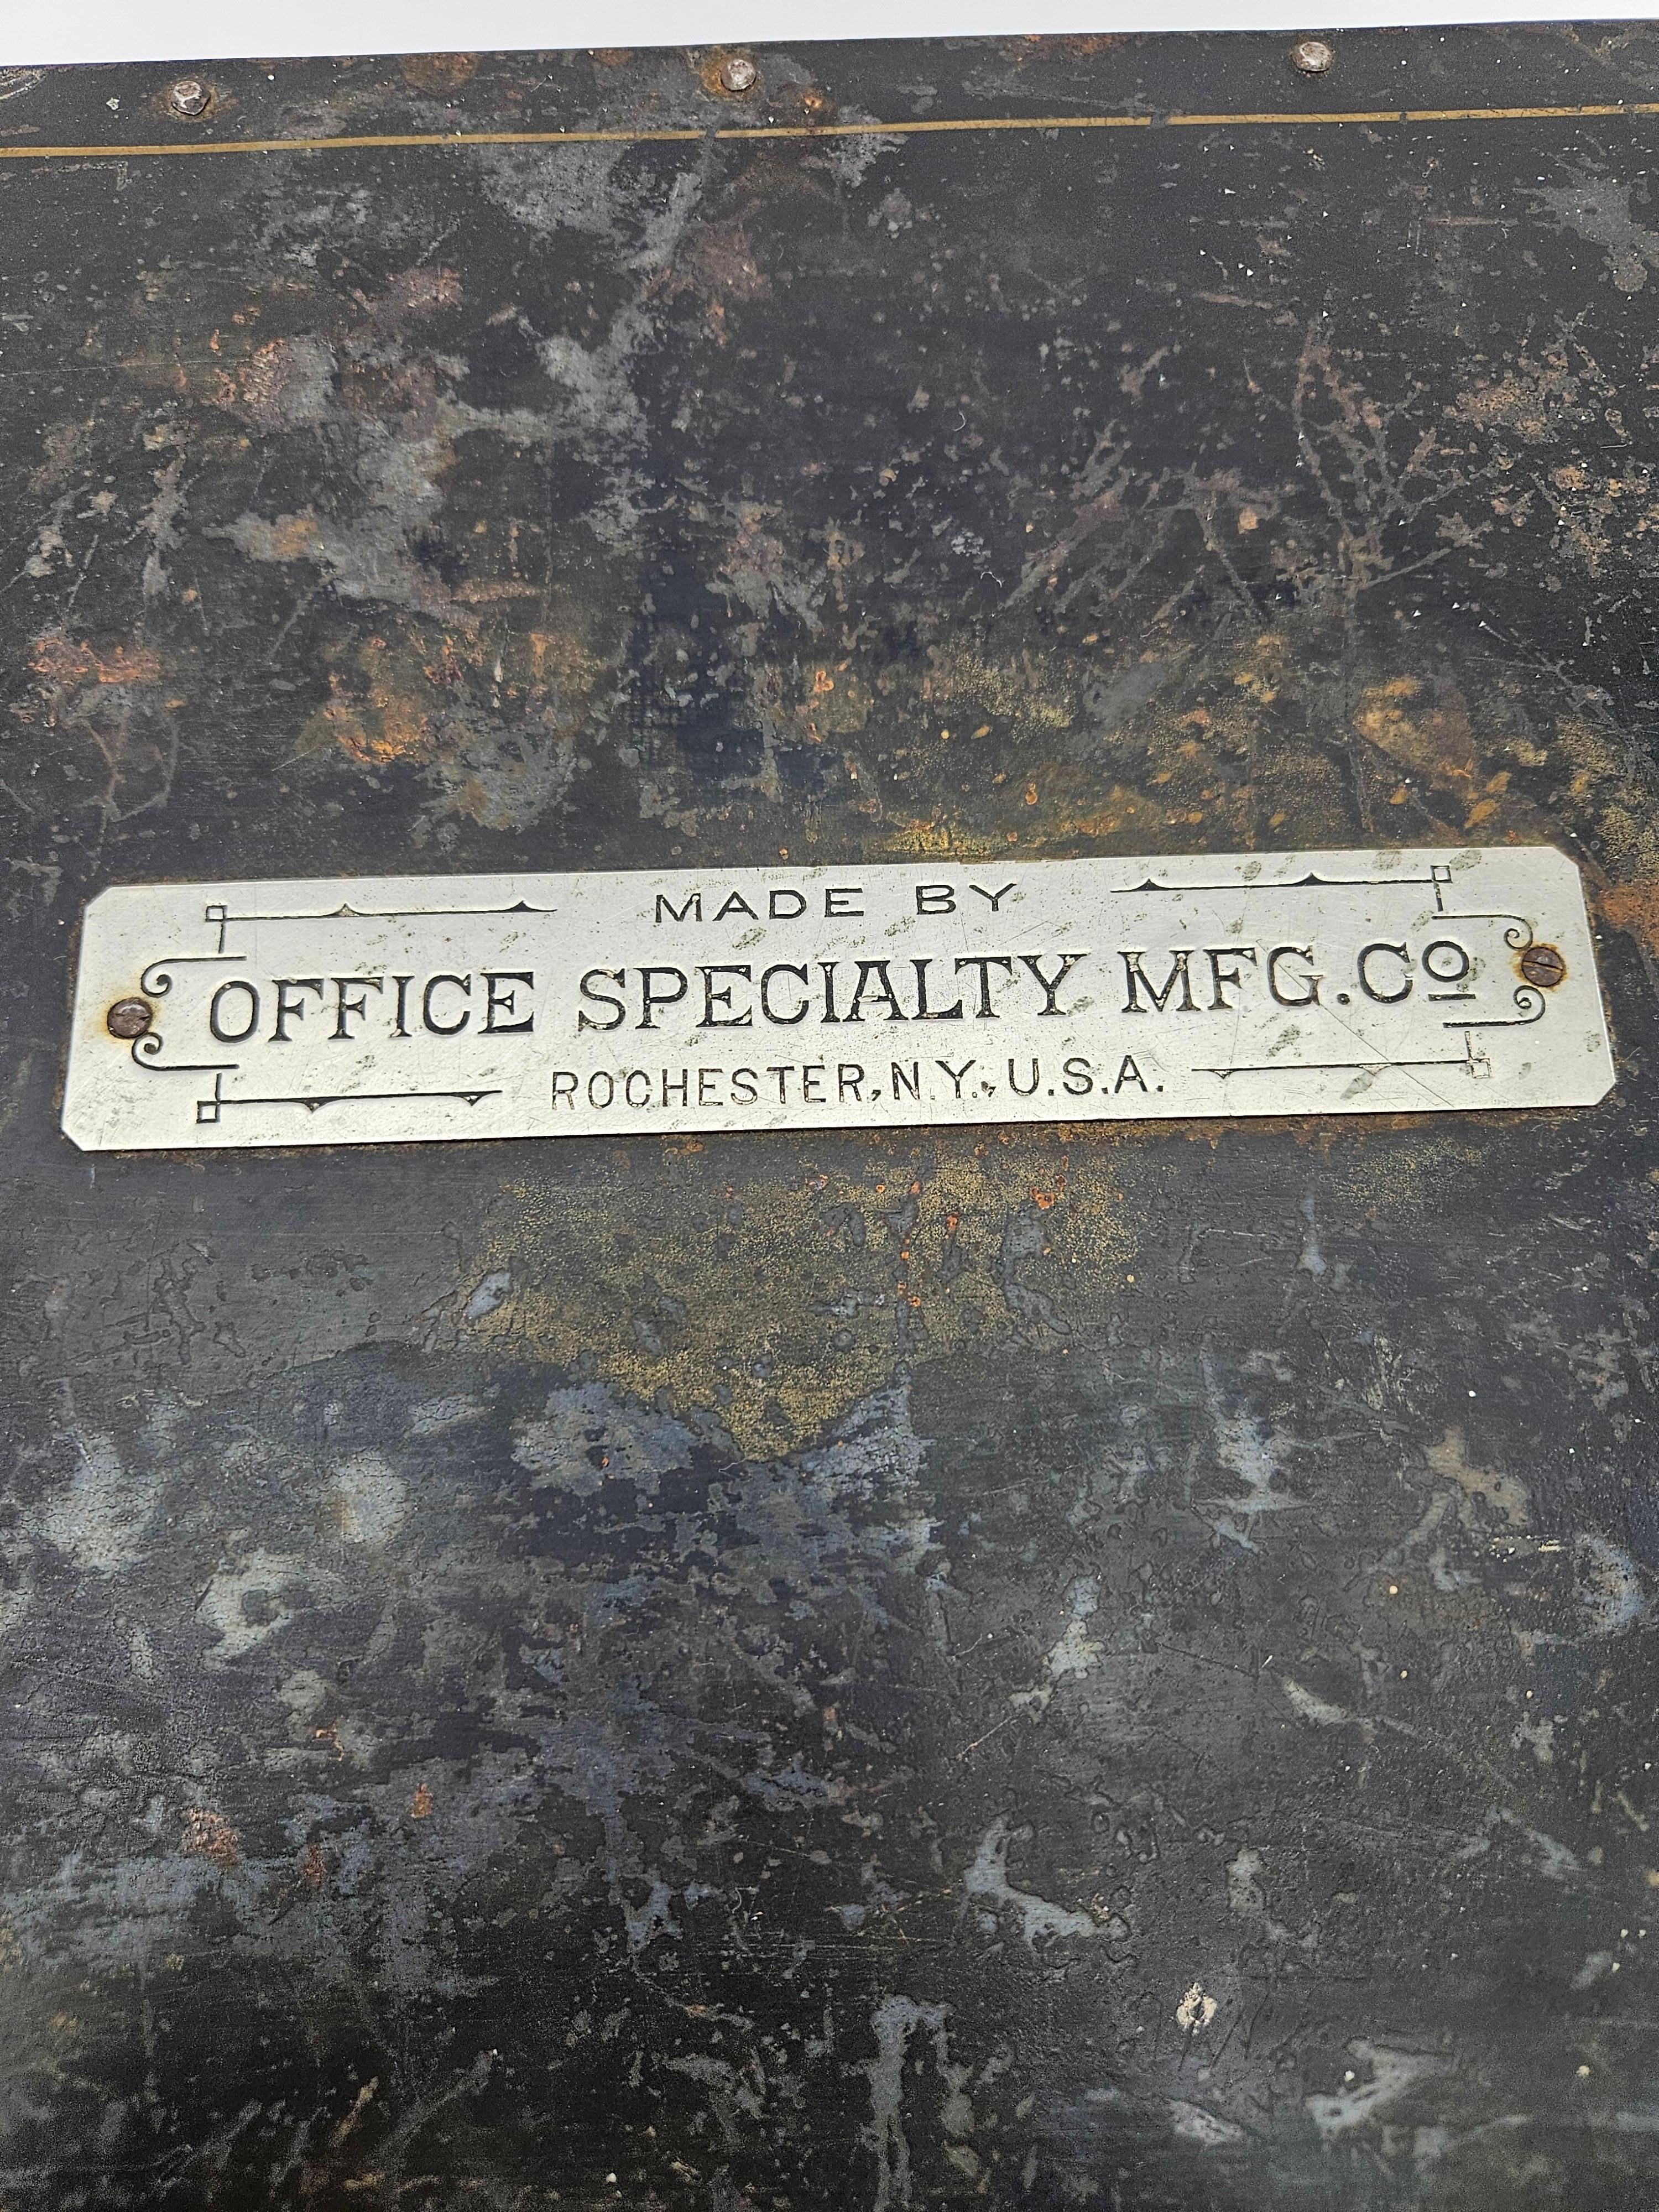 MADE BY
OFFICE SPECIALTY MFG. Co
ROCHESTER, N.Y., U.S.A.